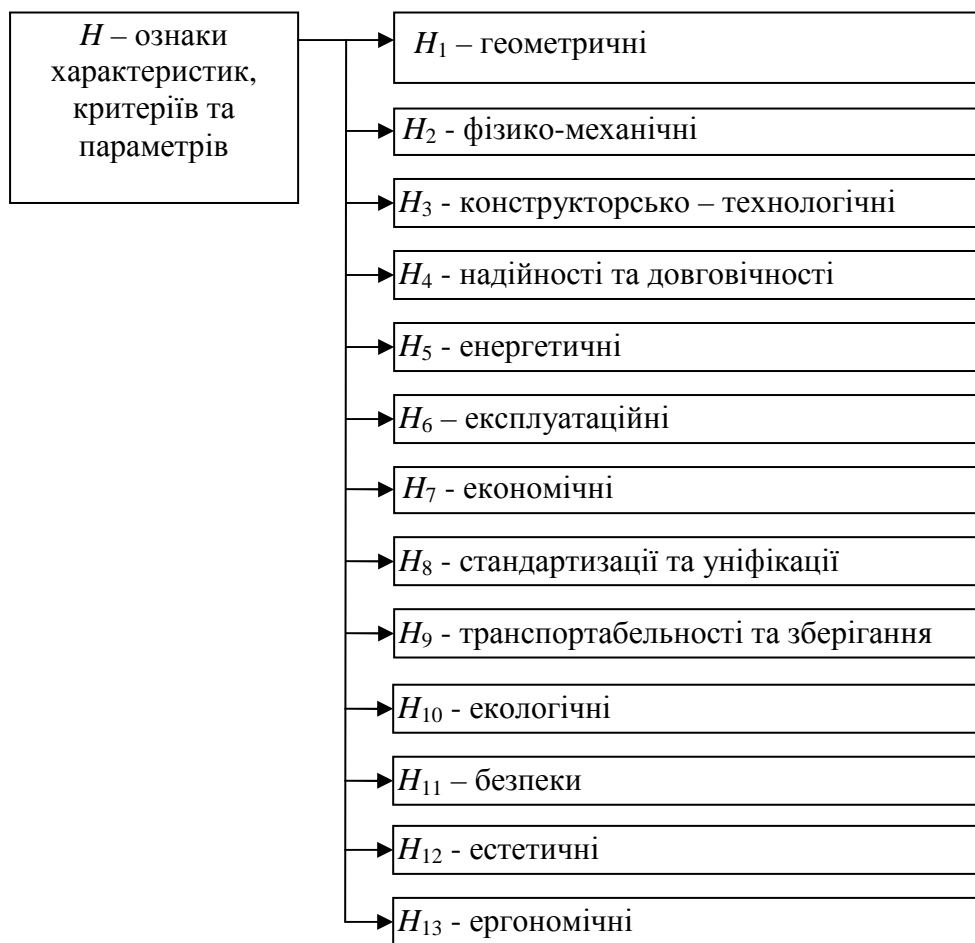 H – ознаки
характеристик,
критеріїв та
параметрів
H₁ – геометричні
H₂ - фізико-механічні
H₃ - конструкторсько – технологічні
H₄ - надійності та довговічності
H₅ - енергетичні
H₆ – експлуатаційні
H₇ - економічні
H₈ - стандартизації та уніфікації
H₉ - транспортабельності та зберігання
H₁₀ - екологічні
H₁₁ – безпеки
H₁₂ - естетичні
H₁₃ - ергономічні